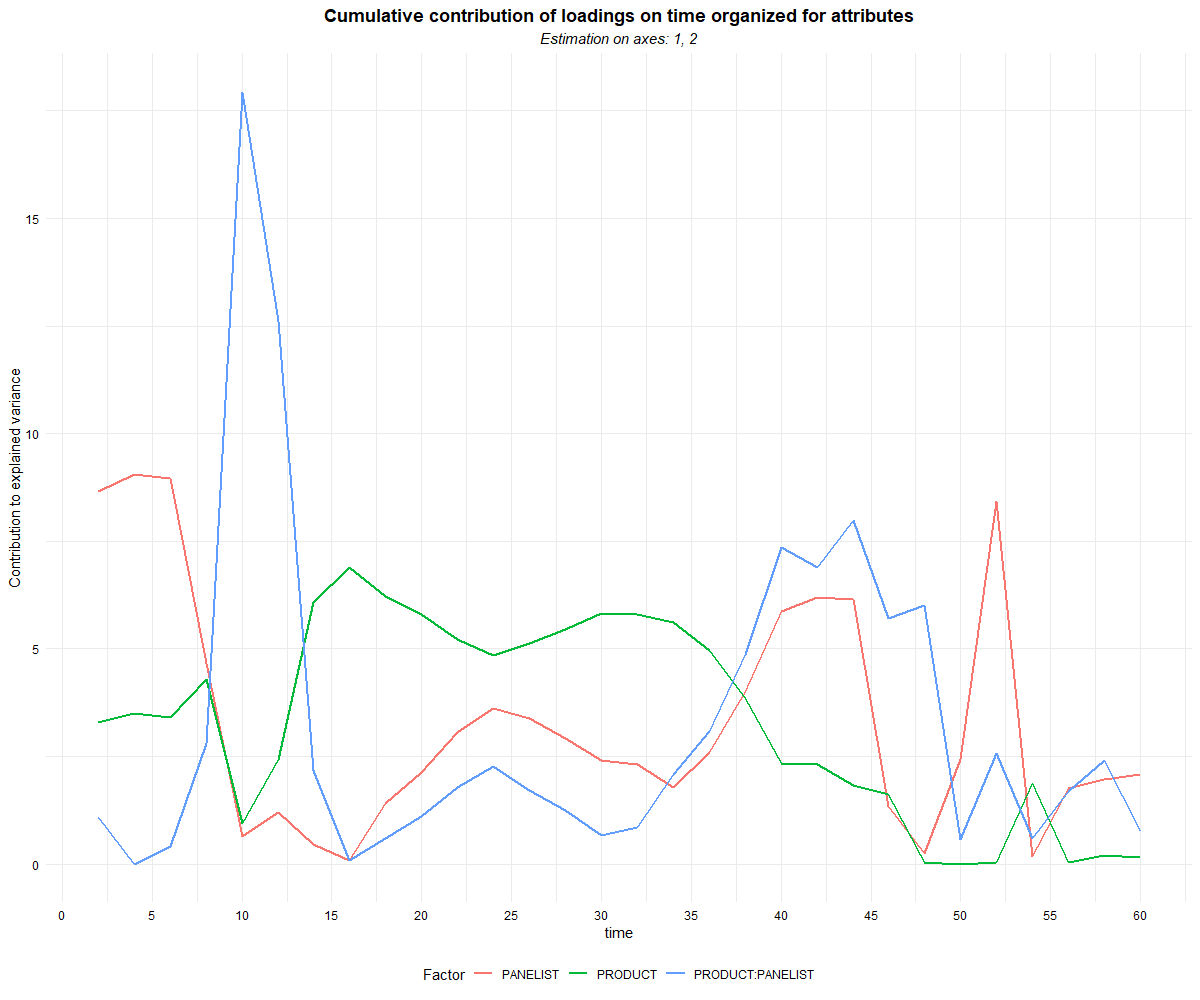 Cumulative contribution of loadings on time organized for attributes
Estimation on axes: 1, 2
Contribution to explained variance
15
10
5
0
0 5 10 15 20 25 30 35 40 45 50 55 60
time
Factor PANELIST PRODUCT PRODUCT:PANELIST